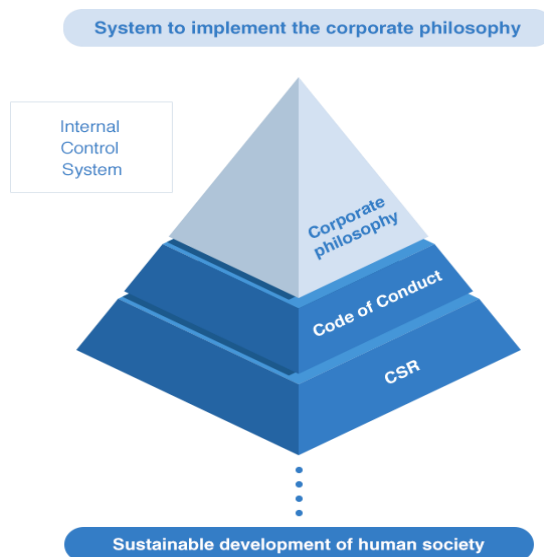 System to implement the corporate philosophy
Internal
Control
System
Corporate
philosophy
Code of Conduct
CSR
Sustainable development of human society